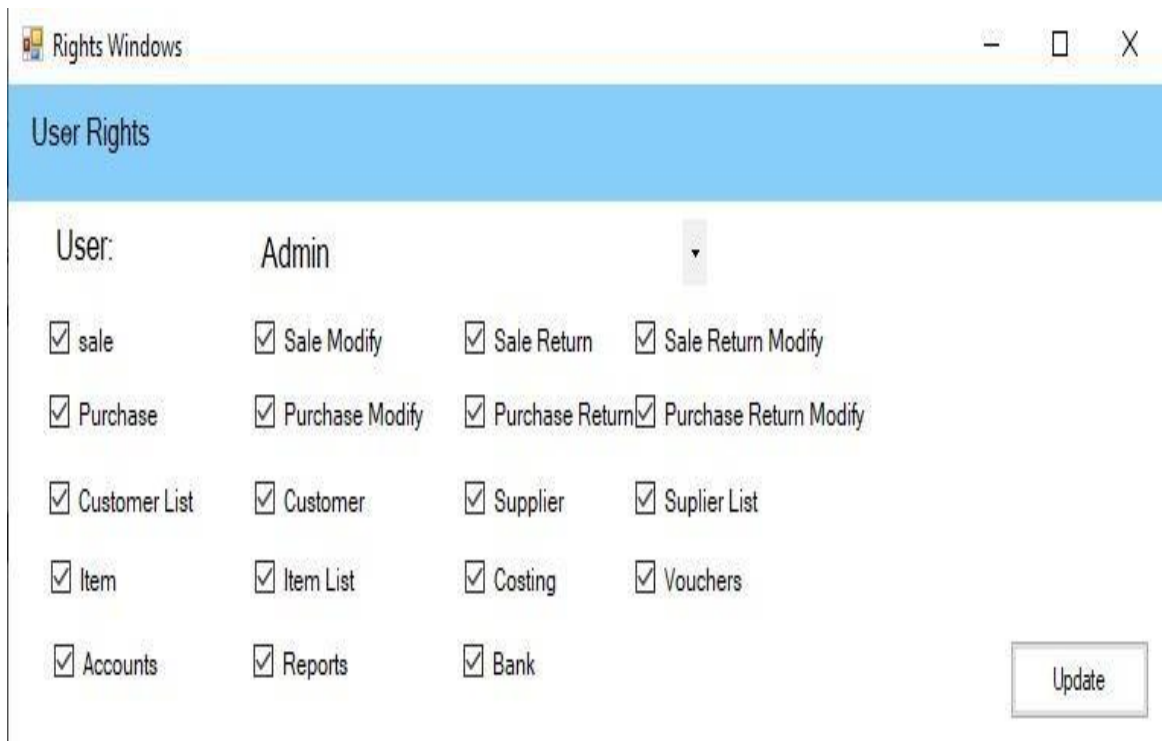 Rights Windows
User Rights
User: Admin
sale Sale Modify Sale Return Sale Return Modify
Purchase Purchase Modify Purchase Return Purchase Return Modify
Customer List Customer Supplier Suplier List
Item Item List Costing Vouchers
Accounts Reports Bank
Update